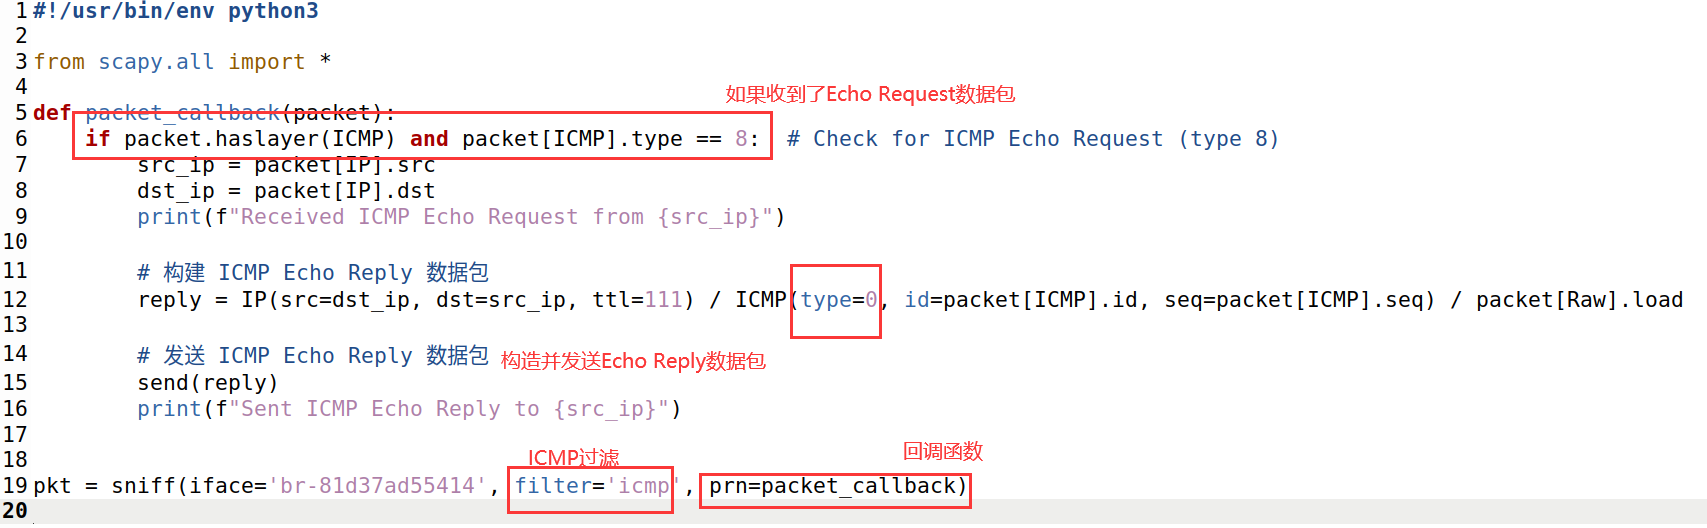 1 #!/usr/bin/env python3
2
3 from scapy.all import *
4
如果收到了Echo Request数据包
5 def packet_callback(packet):
6     if packet.haslayer(ICMP) and packet[ICMP].type == 8:  # Check for ICMP Echo Request (type 8)
7         src_ip = packet[IP].src
8         dst_ip = packet[IP].dst
9         print(f"Received ICMP Echo Request from {src_ip}")
10
11         # 构建 ICMP Echo Reply 数据包
12         reply = IP(src=dst_ip, dst=src_ip, ttl=111) / ICMP(type=0, id=packet[ICMP].id, seq=packet[ICMP].seq) / packet[Raw].load
13
14         # 发送 ICMP Echo Reply 数据包
构造并发送Echo Reply数据包
15         send(reply)
16         print(f"Sent ICMP Echo Reply to {src_ip}")
17
18
ICMP过滤
回调函数
19 pkt = sniff(iface='br-81d37ad55414', filter='icmp', prn=packet_callback)
20